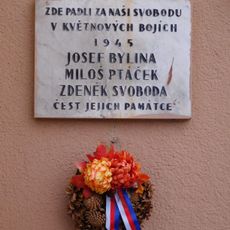 ZDE PADLI ZA NAŠI SVOBODU
V KVĚTNOVÝCH BOJÍCH
1945
JOSEF BYLINA
MILOŠ PTÁČEK
ZDENĚK SVOBODA
ČEST JEJICH PAMÁTCE